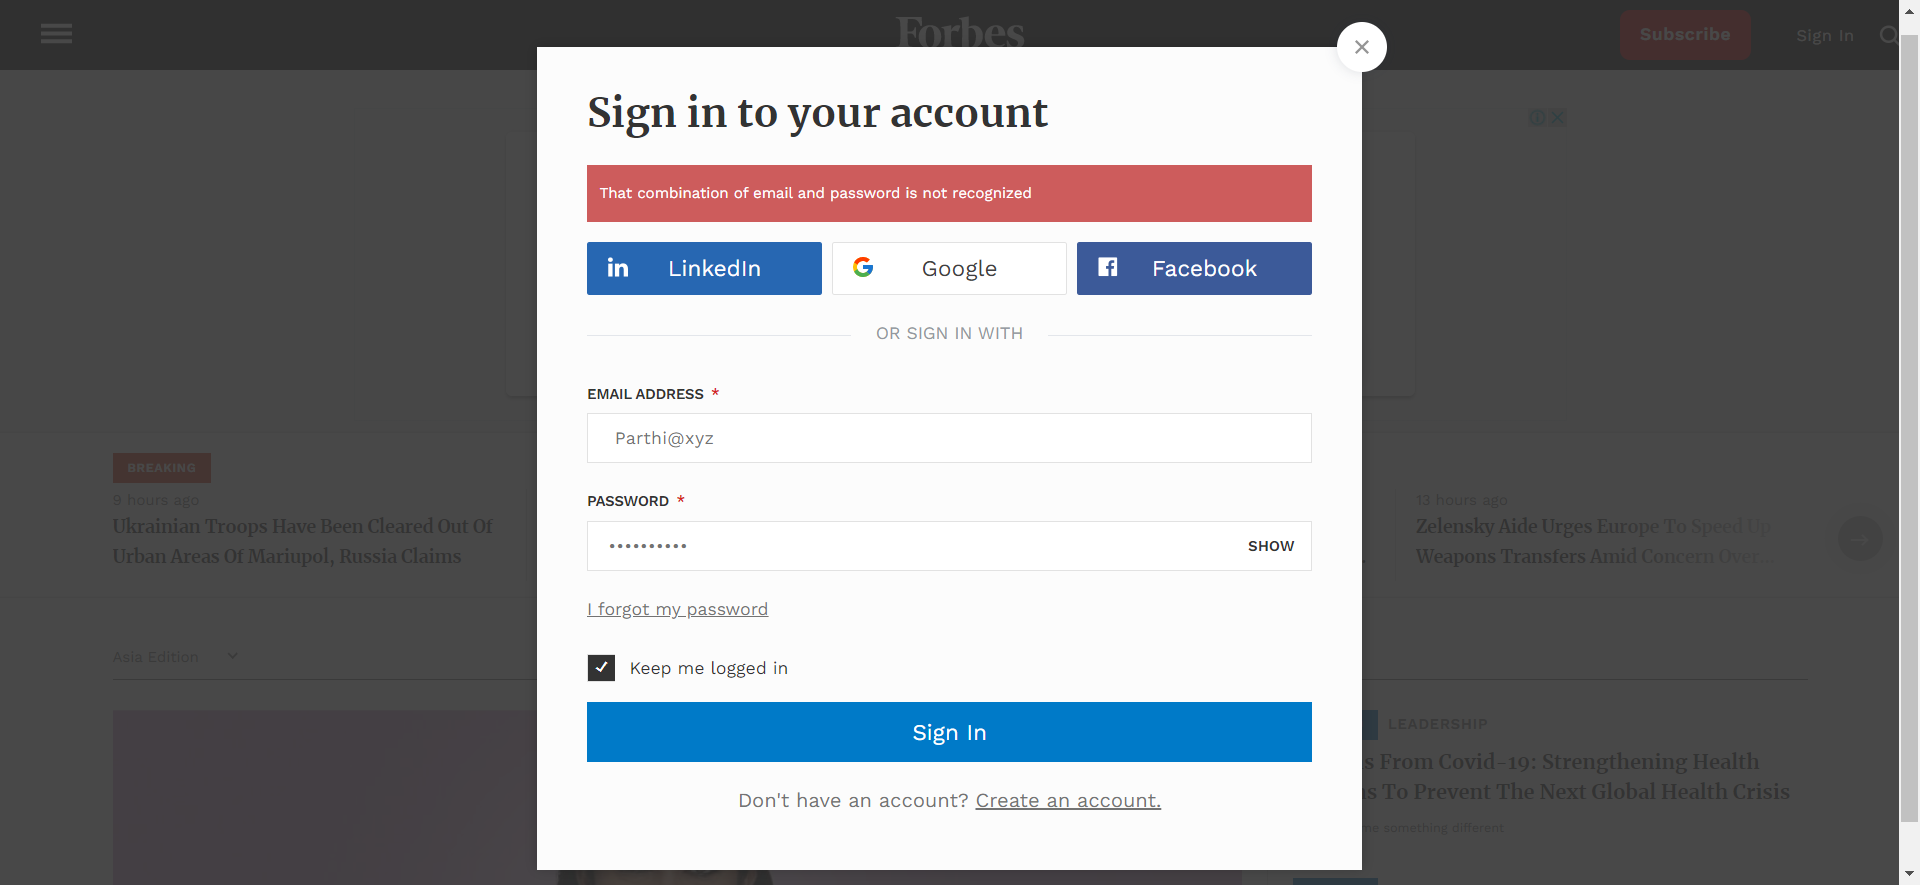 Forbes
Subscribe
Sign In
Sign in to your account
That combination of email and password is not recognized
LinkedIn
Google
Facebook
OR SIGN IN WITH
EMAIL ADDRESS *
Parthi@xyz
PASSWORD *
••••••••••
SHOW
I forgot my password
Keep me logged in
Sign In
Don't have an account? Create an account.
BREAKING
9 hours ago
Ukrainian Troops Have Been Cleared Out Of
Urban Areas Of Mariupol, Russia Claims
13 hours ago
Zelensky Aide Urges Europe To Speed Up
Weapons Transfers Amid Concern Over...
Asia Edition
LEADERSHIP
From Covid-19: Strengthening Health
To Prevent The Next Global Health Crisis
something different